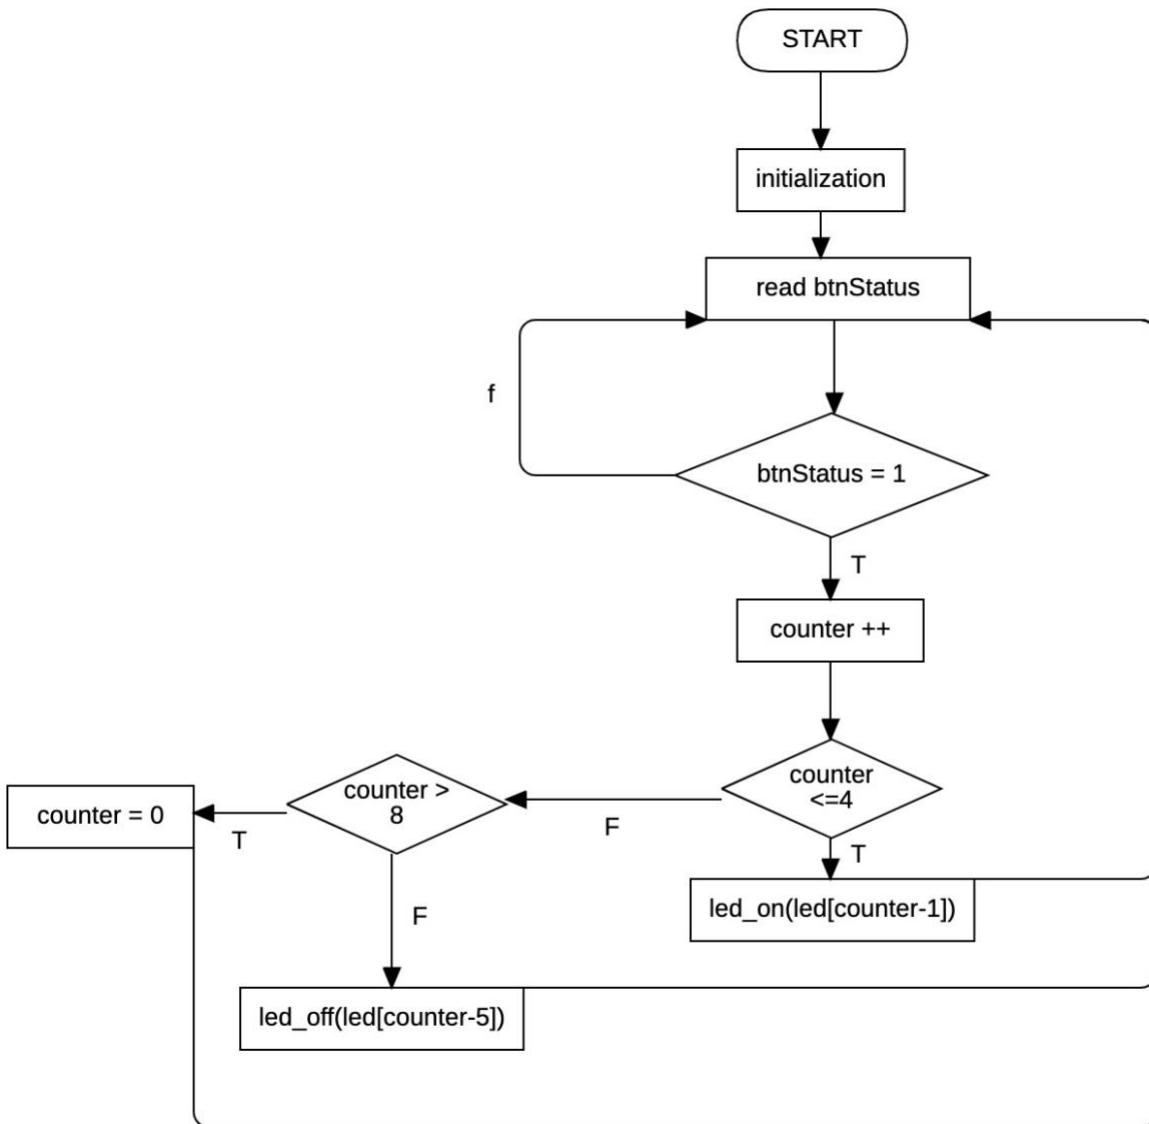 START
initialization
read btnStatus
f
btnStatus = 1
T
counter ++
counter
<=4
counter >
8
counter = 0
T
F
T
led_on(led[counter-1])
F
led_off(led[counter-5])